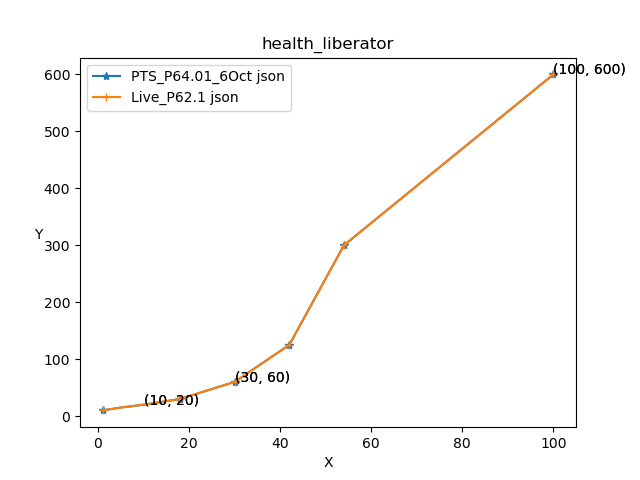 health_liberator
PTS_P64.01_6Oct json
Live_P62.1 json
(100, 600)
600
500
400
300
Y
200
100
0
(30, 60)
(10, 20)
0 20 40 60 80 100
X